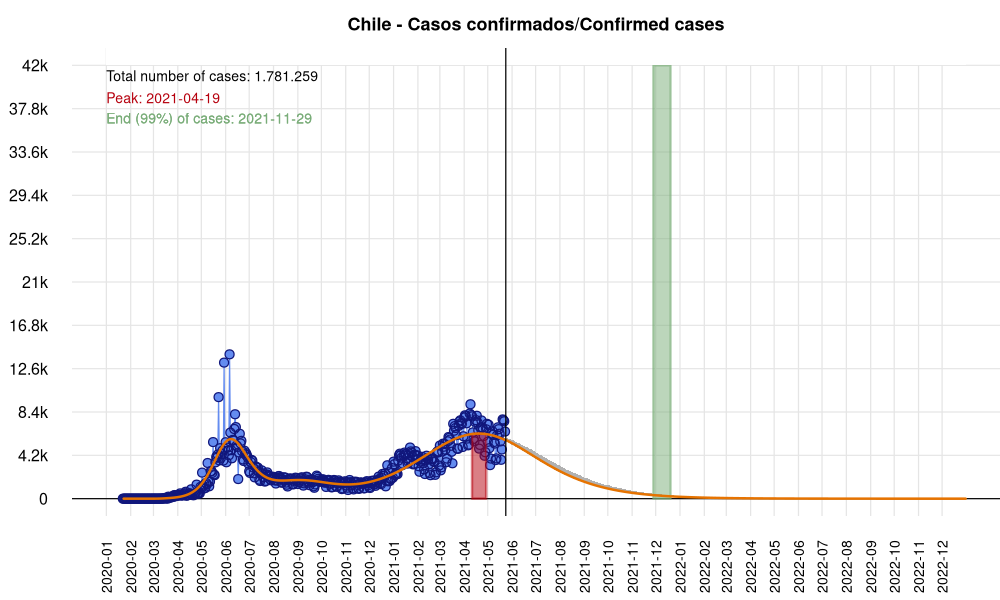 Chile - Casos confirmados/Confirmed cases
42k
Total number of cases: 1.781.259
Peak: 2021-04-19
End (99%) of cases: 2021-11-29
37.8k
33.6k
29.4k
25.2k
21k
16.8k
12.6k
8.4k
4.2k
0
2020-01
2020-02
2020-03
2020-04
2020-05
2020-06
2020-07
2020-08
2020-09
2020-10
2020-11
2020-12
2021-01
2021-02
2021-03
2021-04
2021-05
2021-06
2021-07
2021-08
2021-09
2021-10
2021-11
2021-12
2022-01
2022-02
2022-03
2022-04
2022-05
2022-06
2022-07
2022-08
2022-09
2022-10
2022-11
2022-12